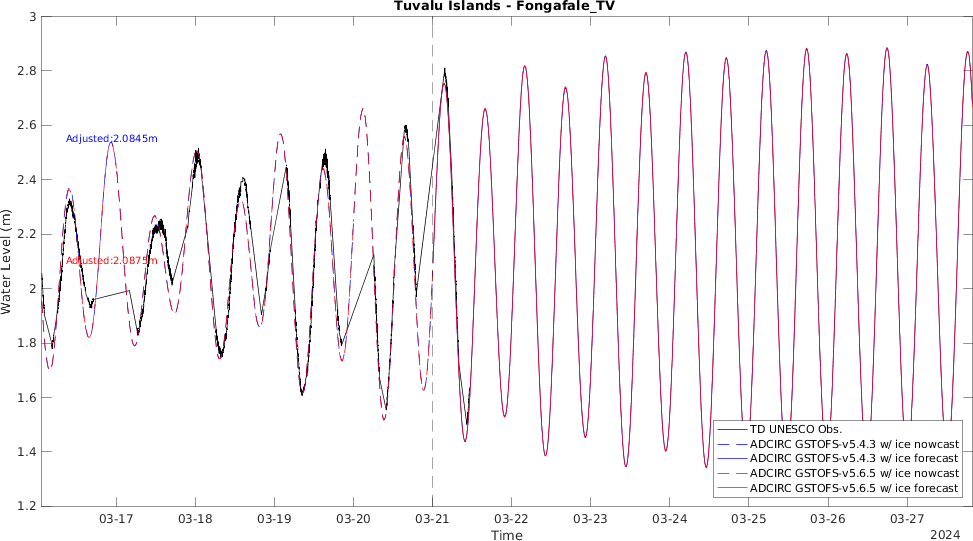 Tuvalu Islands - Fongafale_TV
3
2.8
2.6
2.4
2.2
2
1.8
1.6
1.4
1.2
Water Level (m)
Adjusted:2.0845m
Adjusted:2.0875m
TD UNESCO Obs.
ADCIRC GSTOFS-v5.4.3 w/ ice nowcast
ADCIRC GSTOFS-v5.4.3 w/ ice forecast
ADCIRC GSTOFS-v5.6.5 w/ ice nowcast
ADCIRC GSTOFS-v5.6.5 w/ ice forecast
03-17 03-18 03-19 03-20 03-21 03-22 03-23 03-24 03-25 03-26 03-27
Time
2024